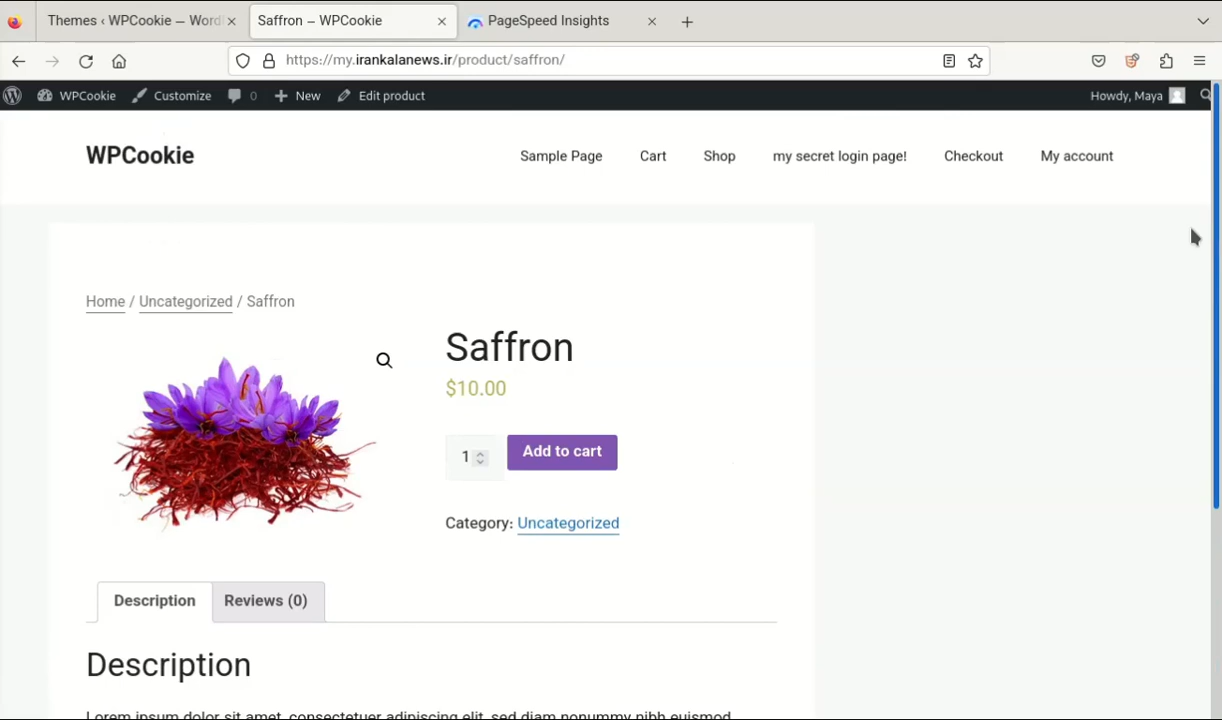 Themes ‹ WPCookie — Word
Saffron – WPCookie
PageSpeed Insights
https://my.irankalanews.ir/product/saffron/
WPCookie
Customize
0
New
Edit product
Howdy, Maya
WPCookie
Sample Page
Cart
Shop
my secret login page!
Checkout
My account
Home / Uncategorized / Saffron
Saffron
$10.00
1
Add to cart
Category: Uncategorized
Description
Reviews (0)
Description
Lorem ipsum dolor sit amet, consectetuer adipiscing elit, sed diam nonummy nibh euismod